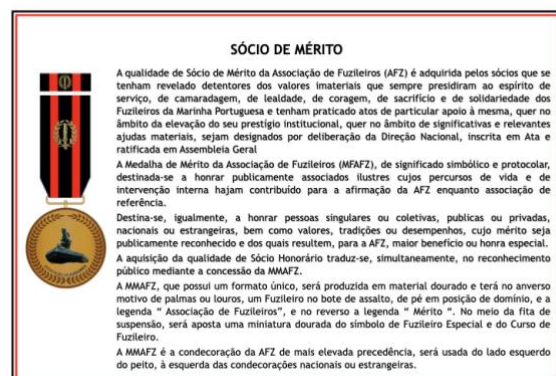 SÓCIO DE MÉRITO
A qualidade de Sócio de Mérito da Associação de Fuzileiros (AFZ) é adquirida pelos sócios que se
tenham revelado detentores dos valores imateriais que sempre presidiram ao espírito de
serviço, de camaradagem, de lealdade, de coragem, de sacrifício e de solidariedade dos
Fuzileiros da Marinha Portuguesa e tenham praticado atos de particular apoio à mesma, quer no
âmbito da elevação do seu prestígio institucional, quer no âmbito de significativas e relevantes
ajudas materiais, sejam designados por deliberação da Direção Nacional, inscrita em Ata e
ratificada em Assembleia Geral
A Medalha de Mérito da Associação de Fuzileiros (MFAFZ), de significado simbólico e protocolar,
destinada-se a honrar publicamente associados ilustres cujos percursos de vida e de
intervenção interna hajam contribuído para a afirmação da AFZ enquanto associação de
referência.
Destina-se, igualmente, a honrar pessoas singulares ou coletivas, publicas ou privadas,
nacionais ou estrangeiras, bem como valores, tradições ou desempenhos, cujo mérito seja
publicamente reconhecido e dos quais resultem, para a AFZ, maior benefício ou honra especial.
A aquisição da qualidade de Sócio Honorário traduz-se, simultaneamente, no reconhecimento
público mediante a concessão da MMAFZ.
A MMAFZ, que possui um formato único, será produzida em material dourado e terá no anverso
motivo de palmas ou louros, um Fuzileiro no bote de assalto, de pé em posição de domínio, e a
legenda “ Associação de Fuzileiros”, e no reverso a legenda “ Mérito “. No meio da fita de
suspensão, será aposta uma miniatura dourada do símbolo de Fuzileiro Especial e do Curso de
Fuzileiro.
A MMAFZ é a condecoração da AFZ de mais elevada precedência, será usada do lado esquerdo
do peito, à esquerda das condecorações nacionais ou estrangeiras.